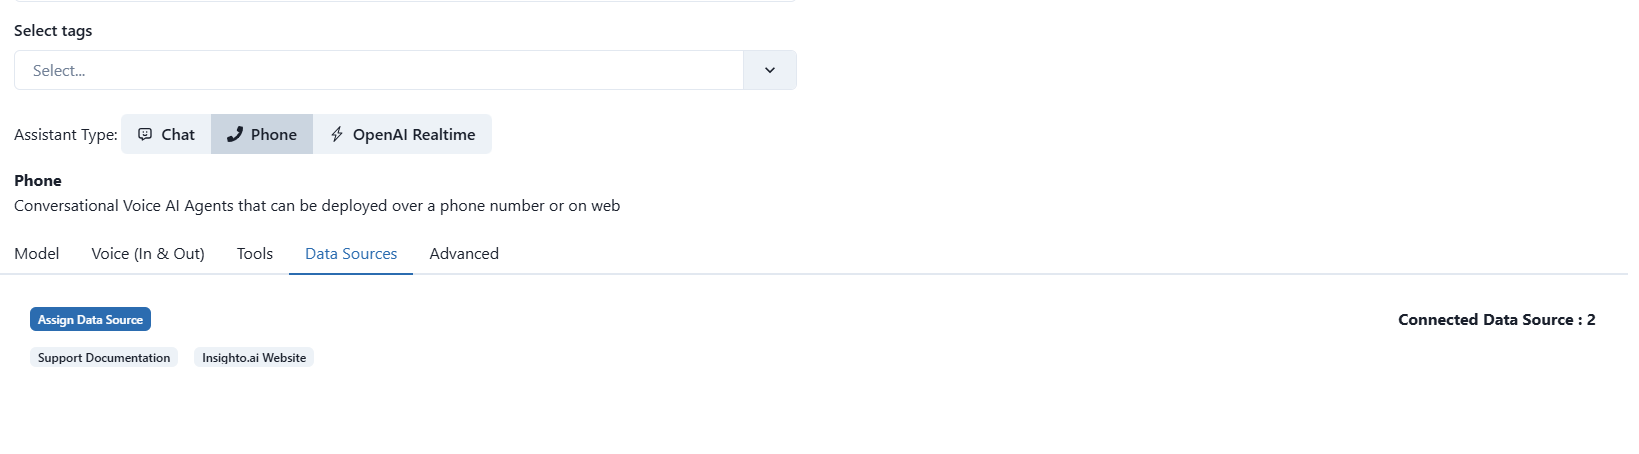 Select tags
Select...
Assistant Type: Chat Phone OpenAI Realtime
Phone
Conversational Voice AI Agents that can be deployed over a phone number or on web
Model Voice (In & Out) Tools Data Sources Advanced
Assign Data Source Connected Data Source : 2
Support Documentation Insighto.ai Website